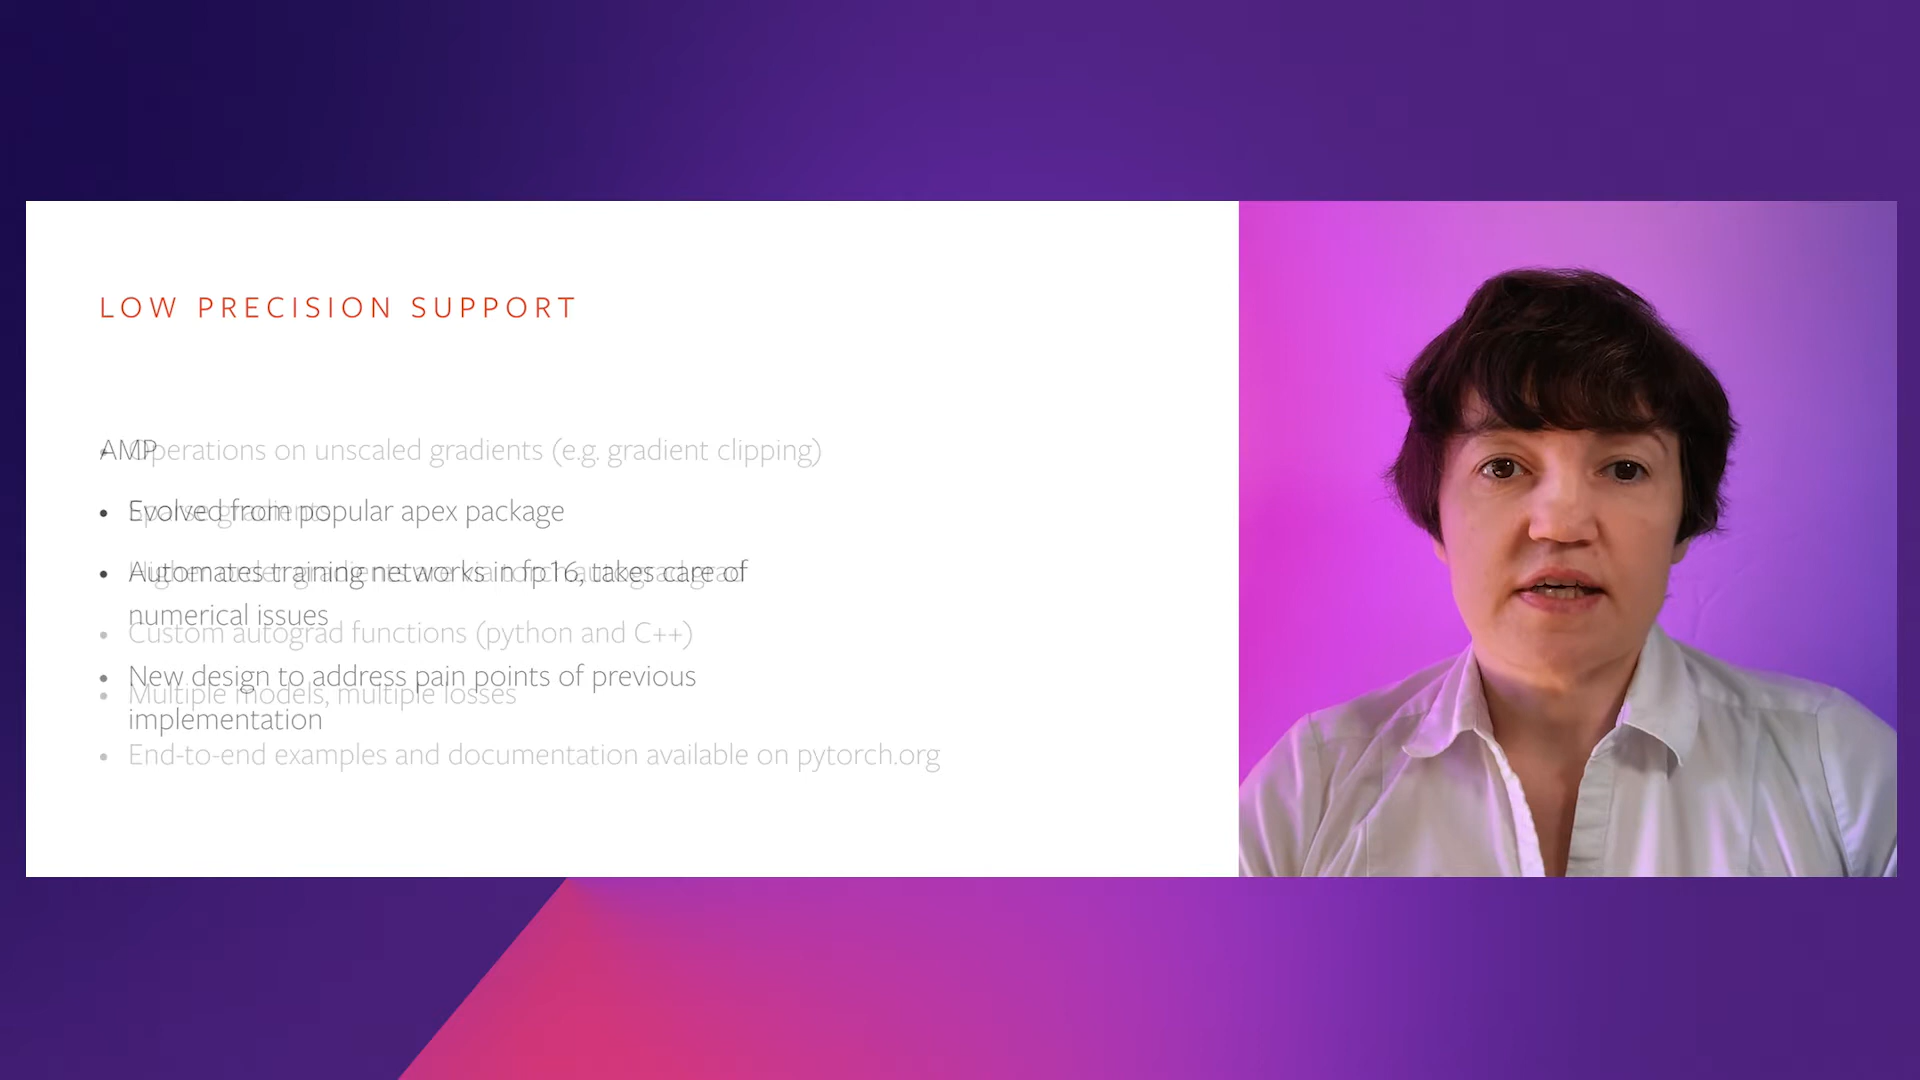 LOW PRECISION SUPPORT
AMP
Operations on unscaled gradients (e.g. gradient clipping)
• Evolved from popular apex package
Sparse gradients
• Automates training networks in fp16, takes care of
numerical issues
• Custom autograd functions (python and C++)
• New design to address pain points of previous
implementation
• Multiple models, multiple losses
• End-to-end examples and documentation available on pytorch.org